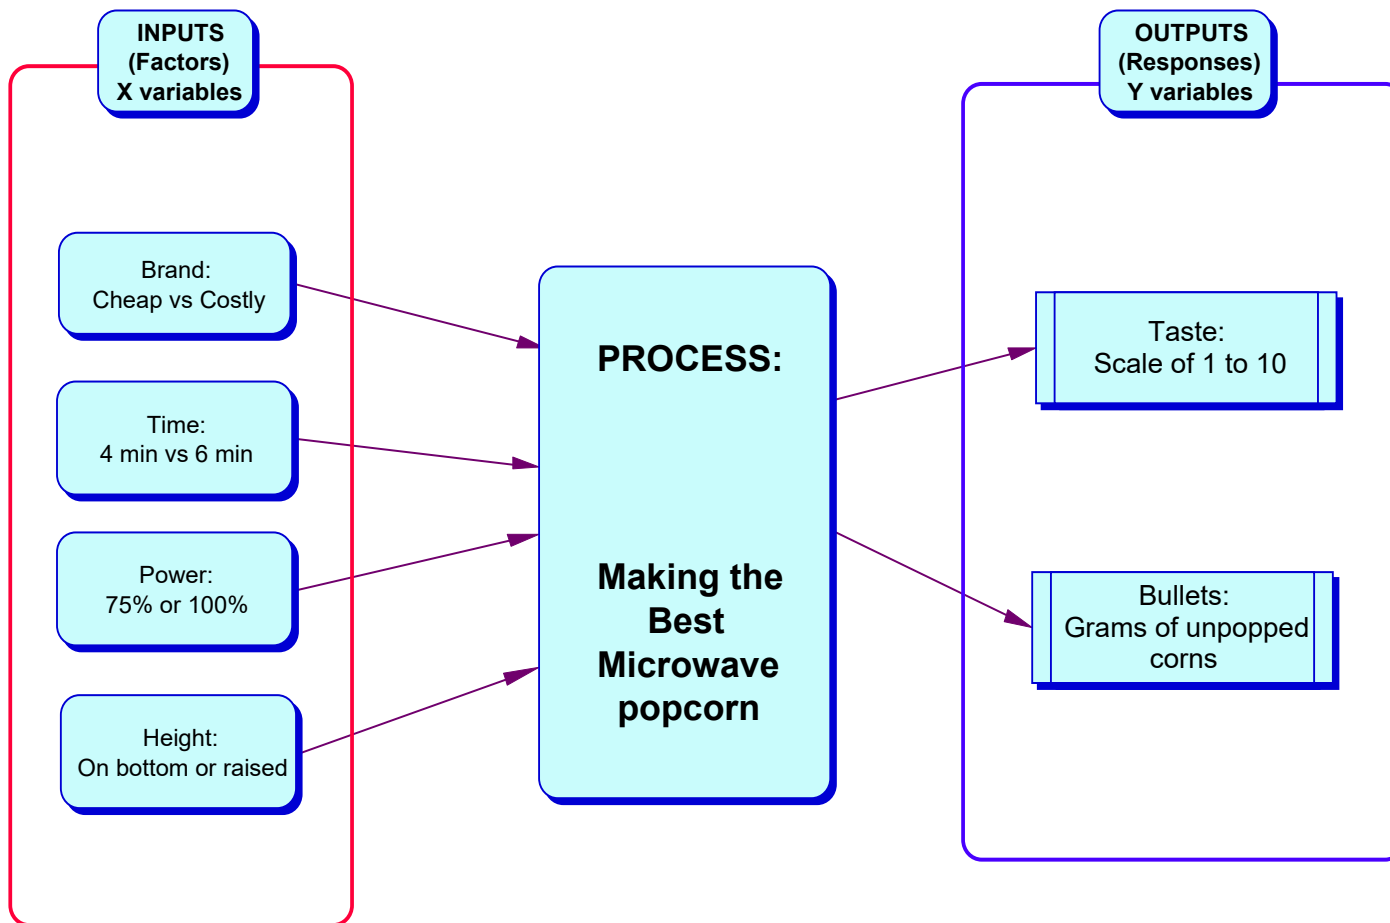 INPUTS
(Factors)
X variables
OUTPUTS
(Responses)
Y variables
Brand:
Cheap vs Costly
Time:
4 min vs 6 min
Power:
75% or 100%
Height:
On bottom or raised
PROCESS:
Making the
Best
Microwave
popcorn
Taste:
Scale of 1 to 10
Bullets:
Grams of unpopped
corns